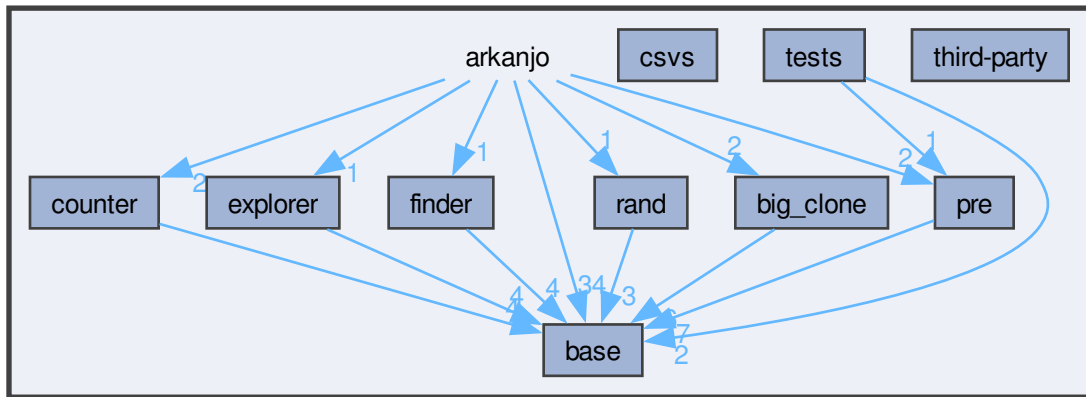 arkanjo csvs tests third-party
2 1 1 1 2 2 1
counter explorer finder rand big_clone pre
4 4 4 34 3 7 2
base